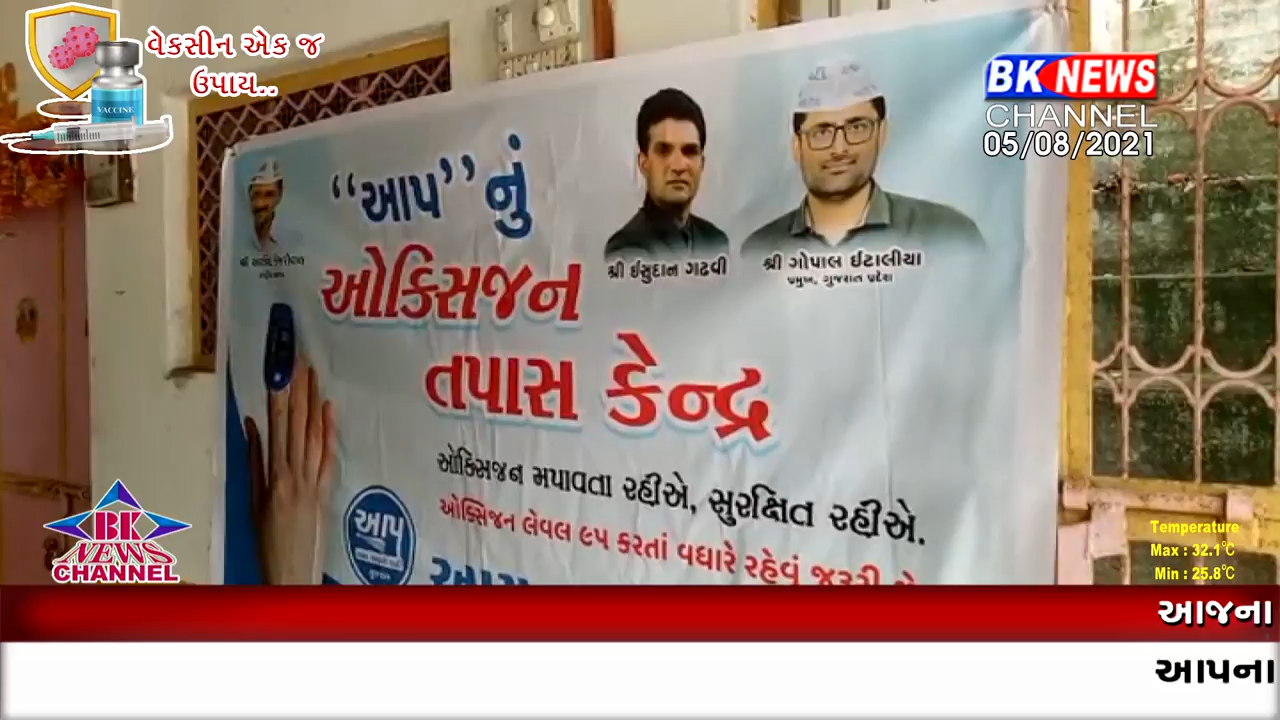 વેકસીન એક જ
ઉપાય..
VACCINE
BK NEWS
CHANNEL
05/08/2021
“આપ” નું
ઓક્સિજન
તપાસ કેન્દ્ર
શ્રી ઈસુદાન ગઢવી
શ્રી ગોપાલ ઈટાલીયા
પ્રમુખ, ગુજરાત પ્રદેશ
ઓક્સિજન મપાવતા રહીએ, સુરક્ષિત રહીએ.
ઓક્સિજન લેવલ ૯૫ કરતાં વધારે રહેવું
આપ
BK
NEWS
CHANNEL
Temperature
Max : 32.1℃
Min : 25.8℃
આજના
આપના